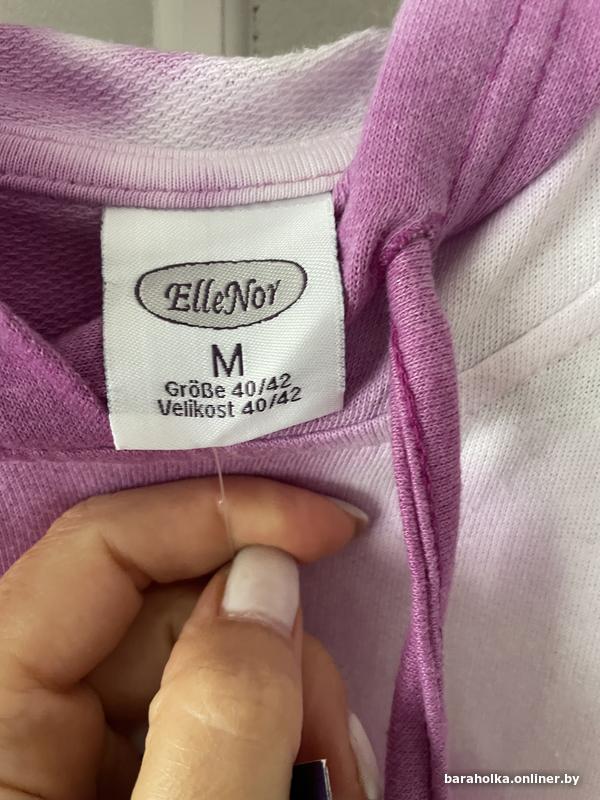 ElleNor
M
Größe 40/42
Velikost 40/42
baraholka.onliner.by